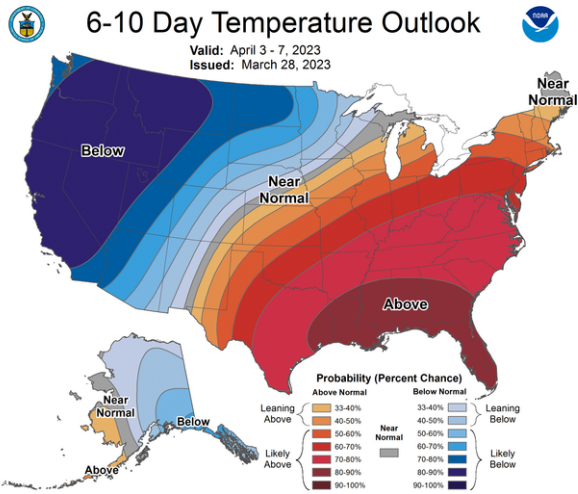 6-10 Day Temperature Outlook
NOAA
Valid: April 3 - 7, 2023
Issued: March 28, 2023
Near
Normal
Below
Near
Normal
Above
Near
Normal
Below
Above
Probability (Percent Chance)
Above Normal
Below Normal
Leaning
Above
33-40%
40-50%
Likely
Above
50-60%
60-70%
70-80%
80-90%
90-100%
Near
Normal
33-40%
40-50%
Leaning
Below
50-60%
60-70%
70-80%
80-90%
90-100%
Likely
Below